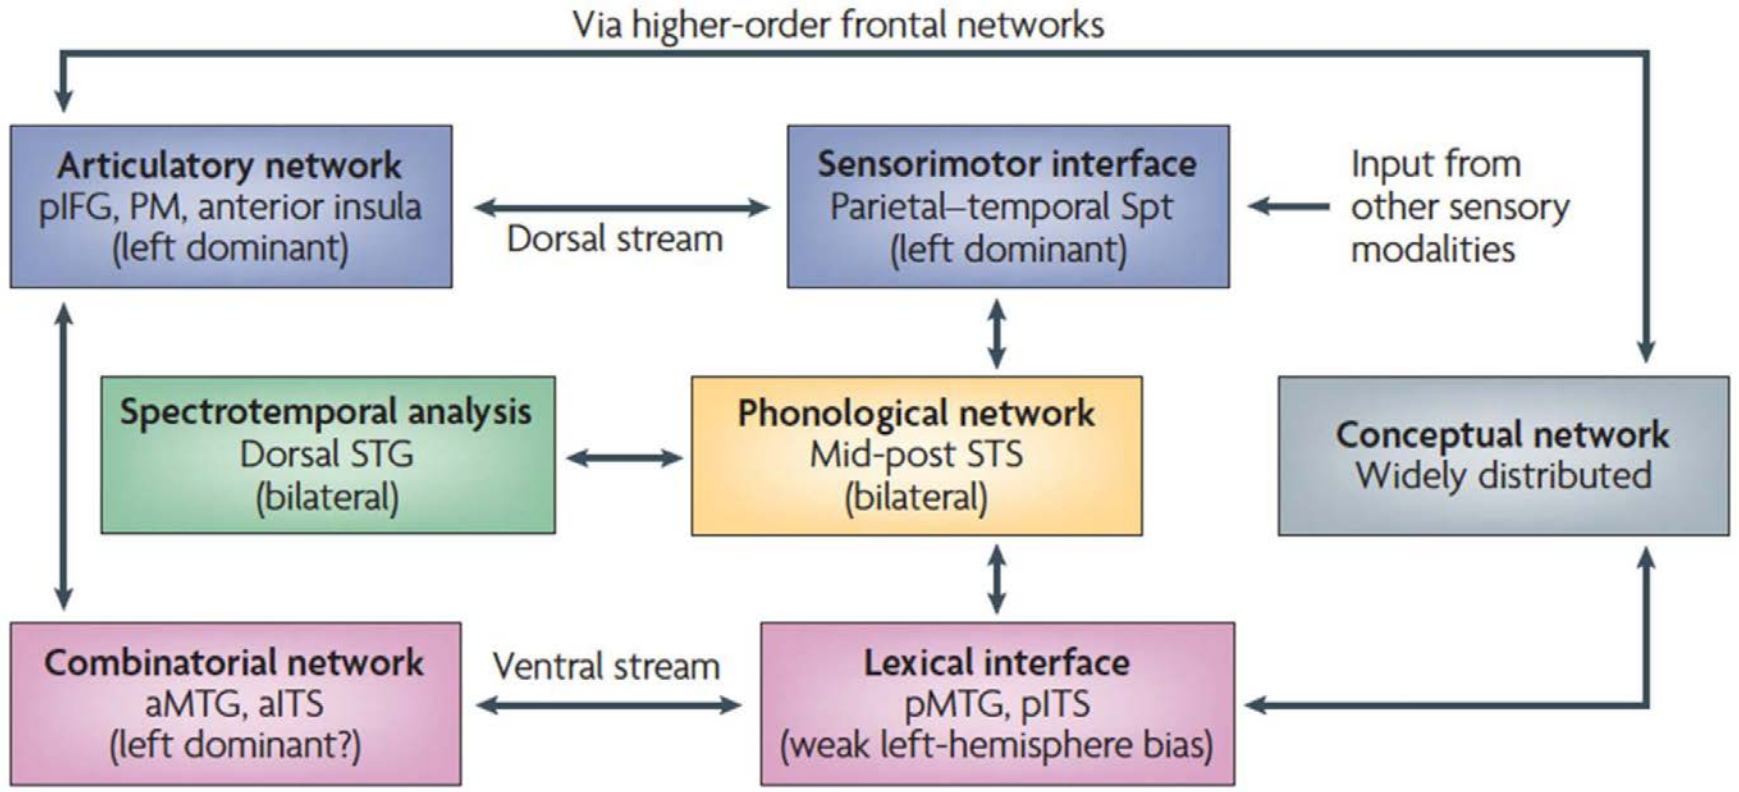 Via higher-order frontal networks
Articulatory network
pIFG, PM, anterior insula
(left dominant)
Dorsal stream
Sensorimotor interface
Parietal–temporal Spt
(left dominant)
Input from
other sensory
modalities
Spectrotemporal analysis
Dorsal STG
(bilateral)
Phonological network
Mid-post STS
(bilateral)
Conceptual network
Widely distributed
Combinatorial network
aMTG, aITS
(left dominant?)
Ventral stream
Lexical interface
pMTG, pITS
(weak left-hemisphere bias)